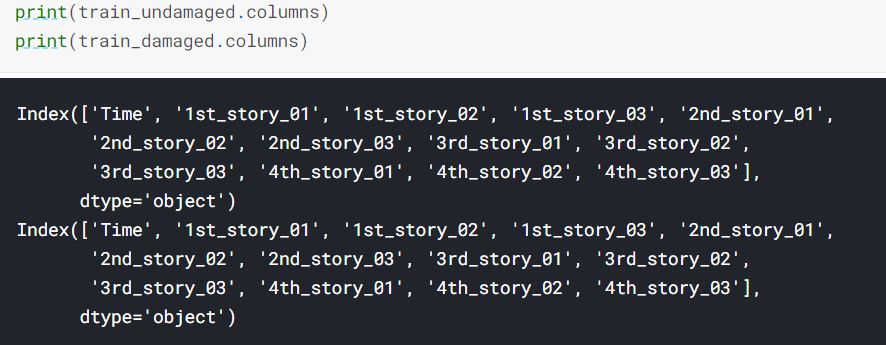 print(train_undamaged.columns)
print(train_damaged.columns)
Index(['Time', '1st_story_01', '1st_story_02', '1st_story_03', '2nd_story_01',
       '2nd_story_02', '2nd_story_03', '3rd_story_01', '3rd_story_02',
       '3rd_story_03', '4th_story_01', '4th_story_02', '4th_story_03'],
      dtype='object')
Index(['Time', '1st_story_01', '1st_story_02', '1st_story_03', '2nd_story_01',
       '2nd_story_02', '2nd_story_03', '3rd_story_01', '3rd_story_02',
       '3rd_story_03', '4th_story_01', '4th_story_02', '4th_story_03'],
      dtype='object')